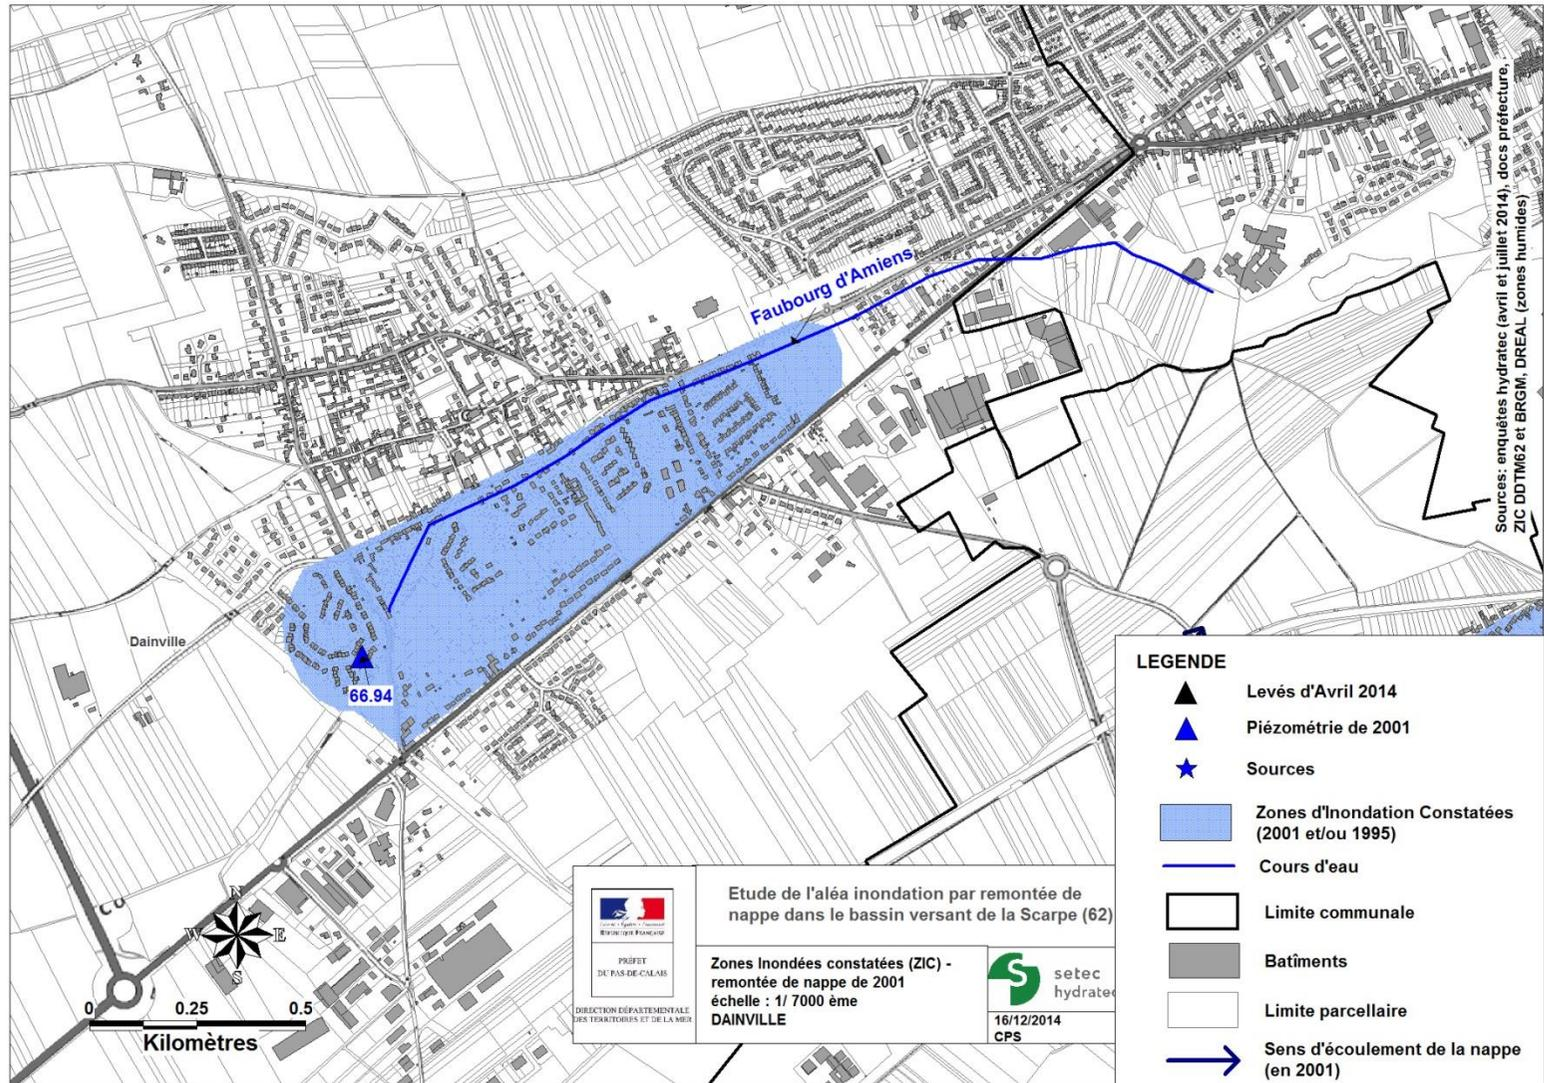 Faubourg d'Amiens
Dainville
66.94
Sources: enquêtes hydratec (avril et juillet 2014), docs préfecture,
ZIC DDTM62 et BRGM, DREAL (zones humides)
LEGENDE
Levés d'Avril 2014
Piézométrie de 2001
Sources
Zones d'Inondation Constatées
(2001 et/ou 1995)
Cours d'eau
Limite communale
Batîments
Limite parcellaire
Sens d'écoulement de la nappe
(en 2001)
N
W E
S
0 0.25 0.5
Kilomètres
Liberté • Égalité • Fraternité
RÉPUBLIQUE FRANÇAISE
PRÉFET
DU PAS-DE-CALAIS
DIRECTION DÉPARTEMENTALE
DES TERRITOIRES ET DE LA MER
Etude de l'aléa inondation par remontée de
nappe dans le bassin versant de la Scarpe (62)
Zones Inondées constatées (ZIC) -
remontée de nappe de 2001
échelle : 1/ 7000 ème
DAINVILLE
setec
hydratec
16/12/2014
CPS